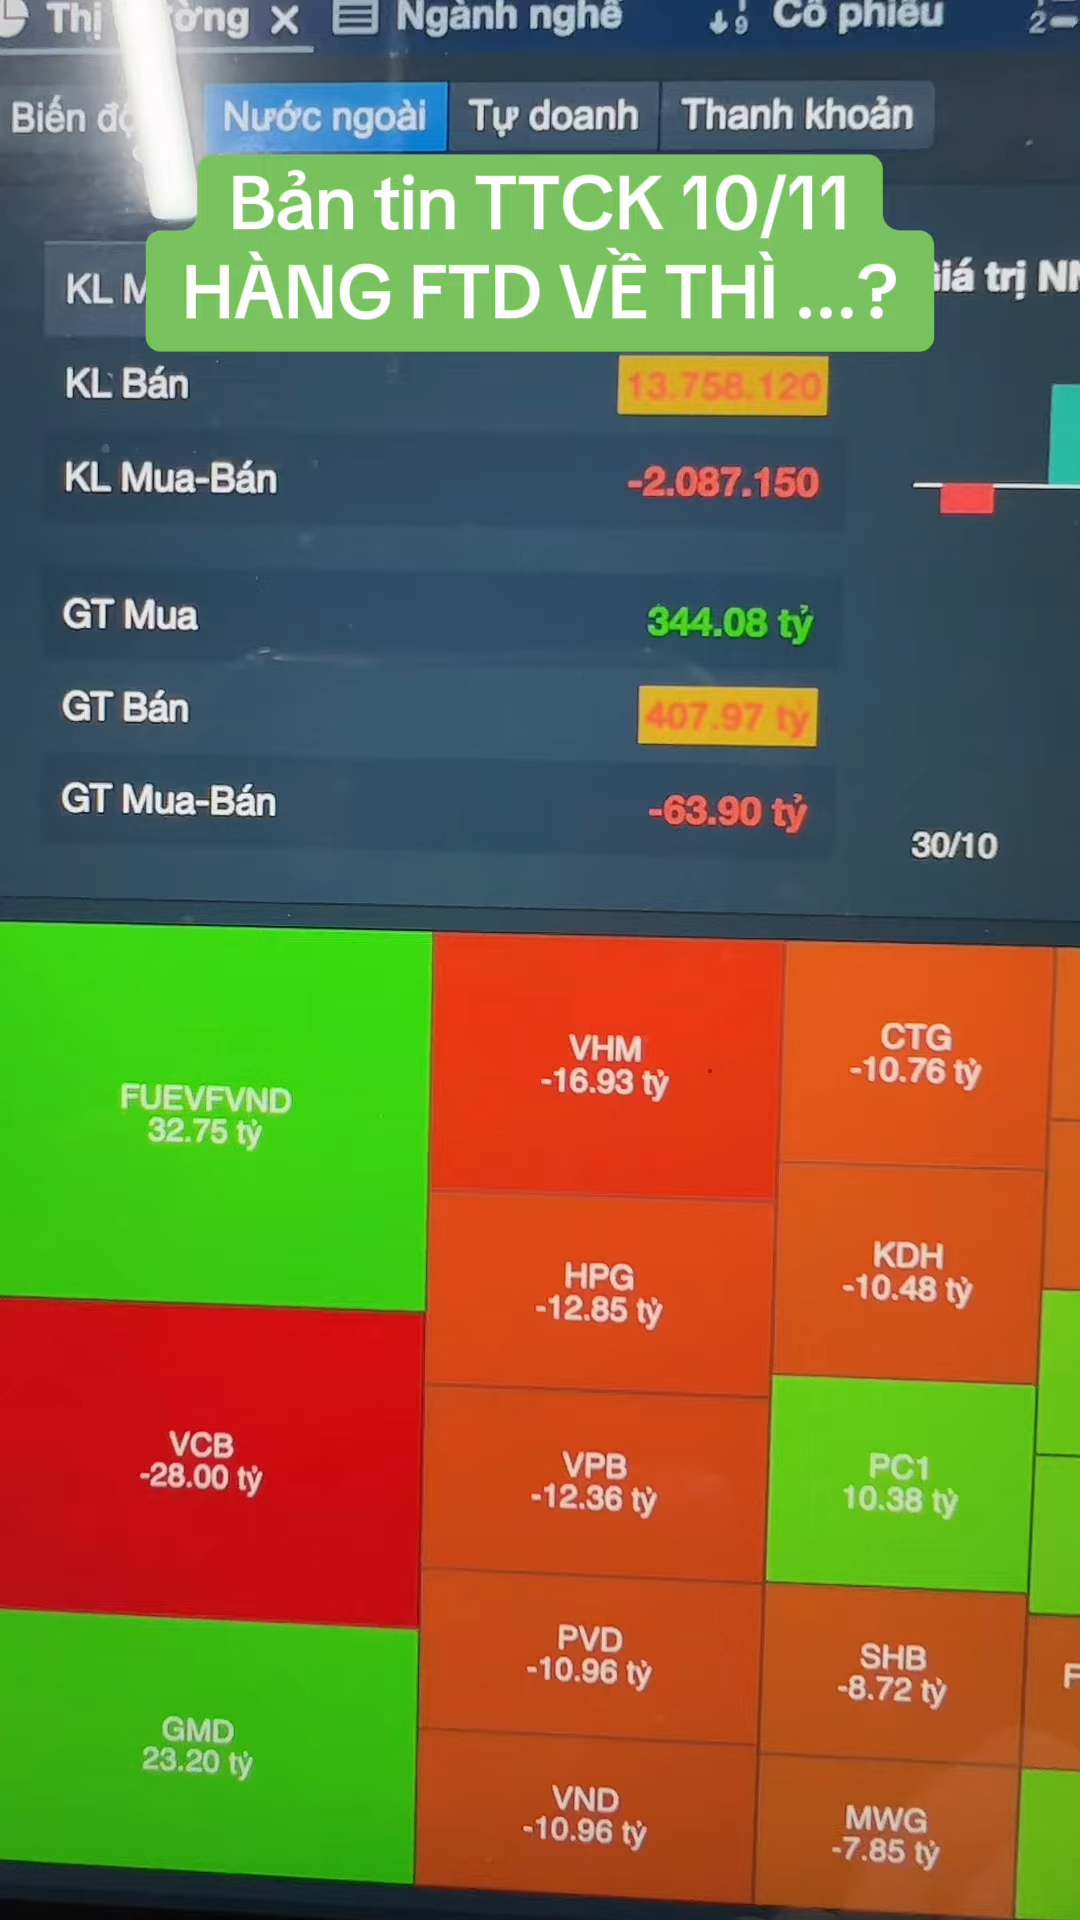 Thị
Ngành nghề
Cổ phiếu
Nước ngoài
Tự doanh
Thanh khoản
Bản tin TTCK 10/11
HÀNG FTD VỀ THÌ ...?
KL
KL Bán
13.758.120
KL Mua-Bán
-2.087.150
GT Mua
344.08 tỷ
GT Bán
407.97 tỷ
GT Mua-Bán
-63.90 tỷ
trị
30/10
FUEVFVND
32.75 tỷ
VHM
-16.93 tỷ
CTG
-10.76 tỷ
HPG
-12.85 tỷ
KDH
-10.48 tỷ
VCB
-28.00 tỷ
VPB
-12.36 tỷ
PC1
10.38 tỷ
PVD
-10.96 tỷ
SHB
-8.72 tỷ
GMD
23.20 tỷ
VND
-10.96 tỷ
MWG
-7.85 tỷ